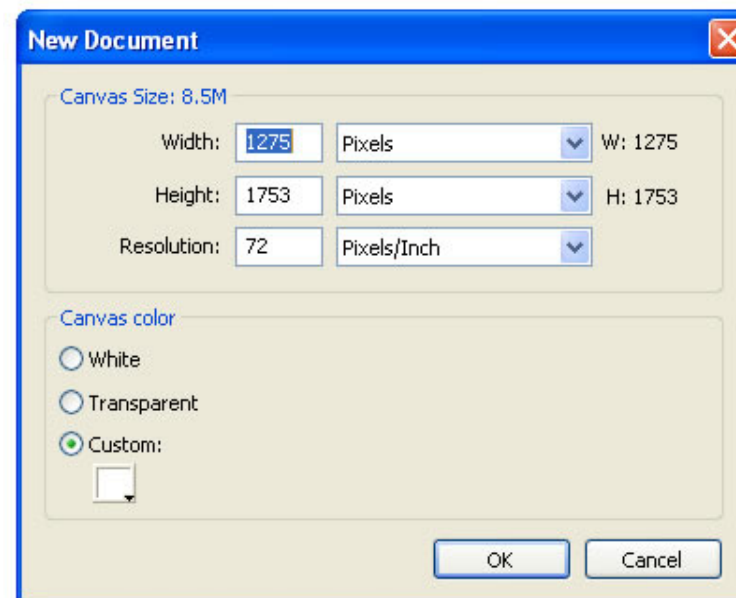 New Document
Canvas Size: 8.5M
Width: 1275 Pixels W: 1275
Height: 1753 Pixels H: 1753
Resolution: 72 Pixels/Inch
Canvas color
White
Transparent
Custom:
OK Cancel